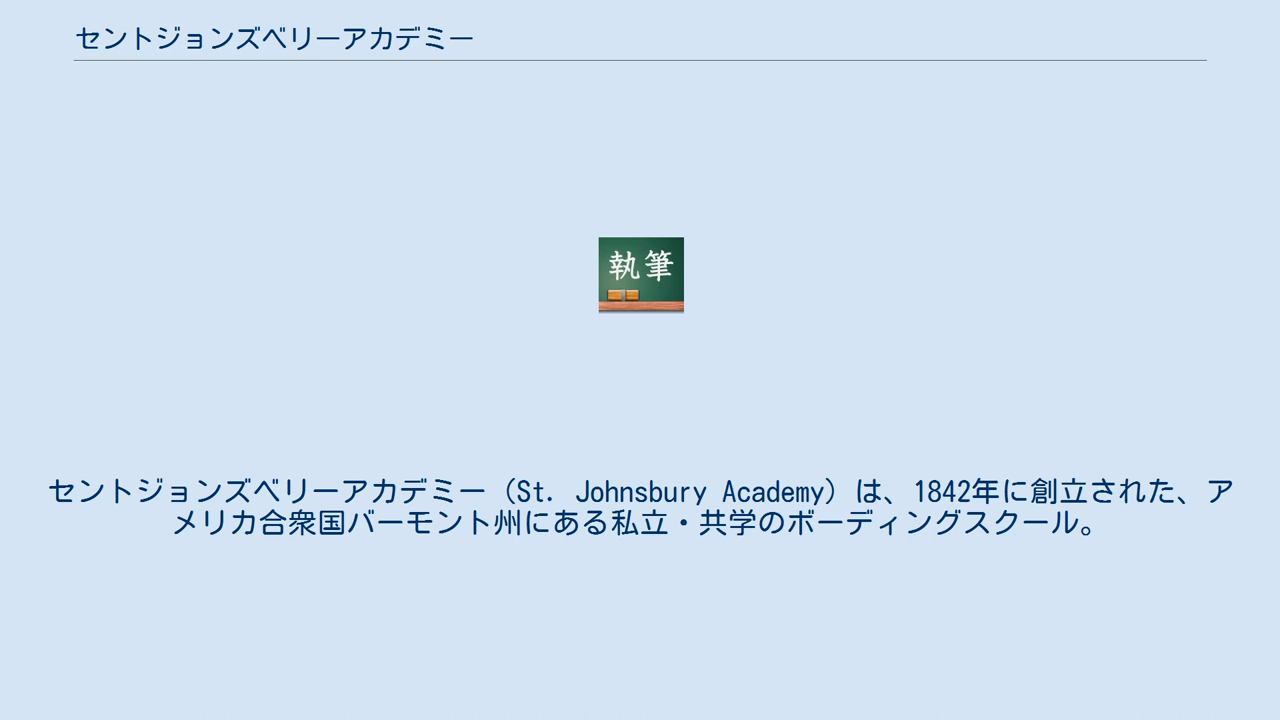 セントジョンズベリーアカデミー
執筆
セントジョンズベリーアカデミー（St. Johnsbury Academy）は、1842年に創立された、ア
メリカ合衆国バーモント州にある私立・共学のボーディングスクール。